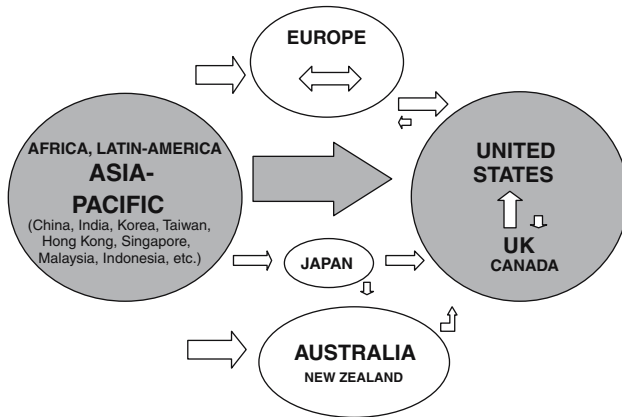 EUROPE
AFRICA, LATIN-AMERICA
ASIA-
PACIFIC
(China, India, Korea, Taiwan,
Hong Kong, Singapore,
Malaysia, Indonesia, etc.)
UNITED
STATES
UK
CANADA
JAPAN
AUSTRALIA
NEW ZEALAND